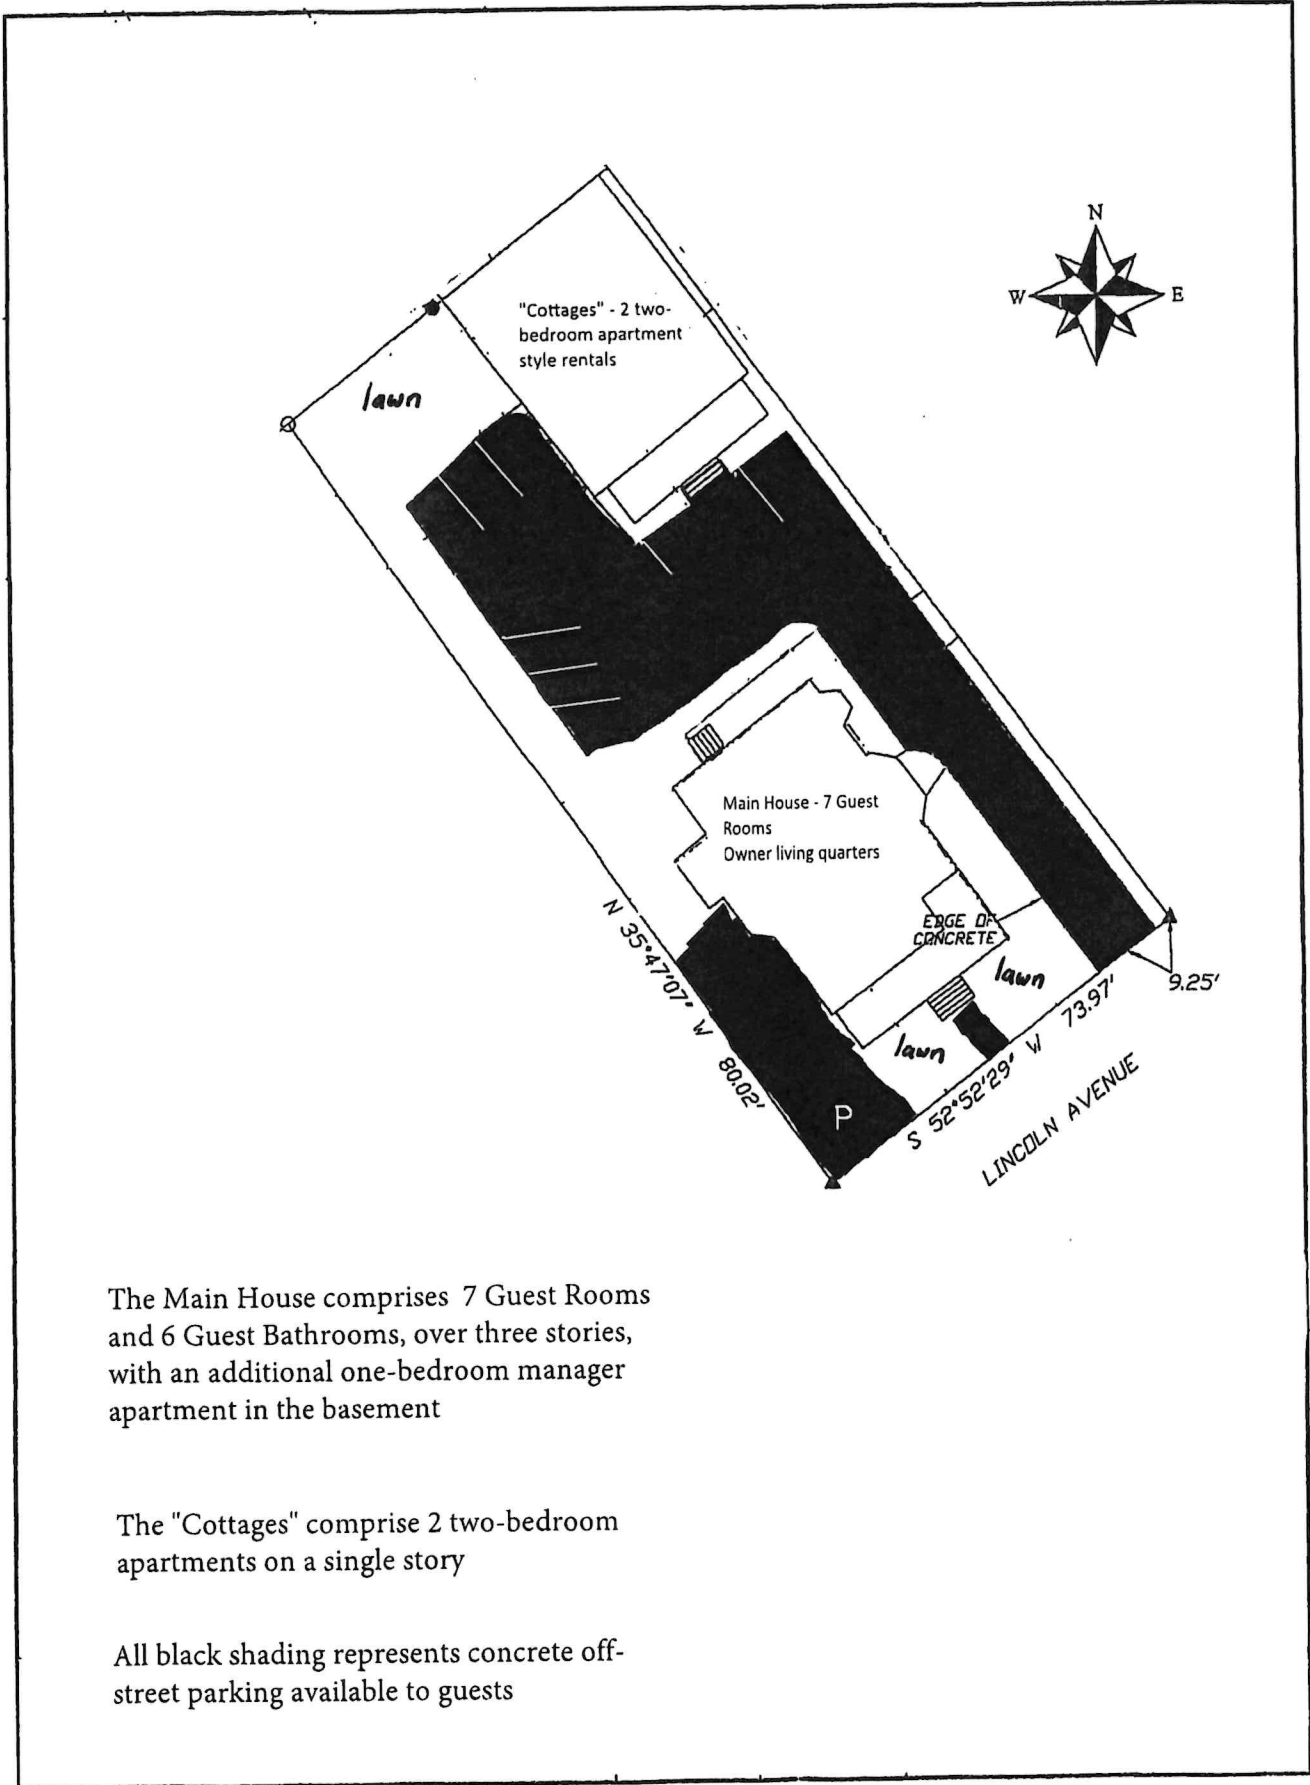 N
W
E
"Cottages" - 2 two-
bedroom apartment
style rentals
lawn
Main House - 7 Guest
Rooms
Owner living quarters
EDGE OF
CONCRETE
lawn
lawn
N 35°47'07" W 80.02'
P
S 52°52'29" W 73.97'
9.25'
LINCOLN AVENUE
The Main House comprises 7 Guest Rooms
and 6 Guest Bathrooms, over three stories,
with an additional one-bedroom manager
apartment in the basement
The "Cottages" comprise 2 two-bedroom
apartments on a single story
All black shading represents concrete off-
street parking available to guests